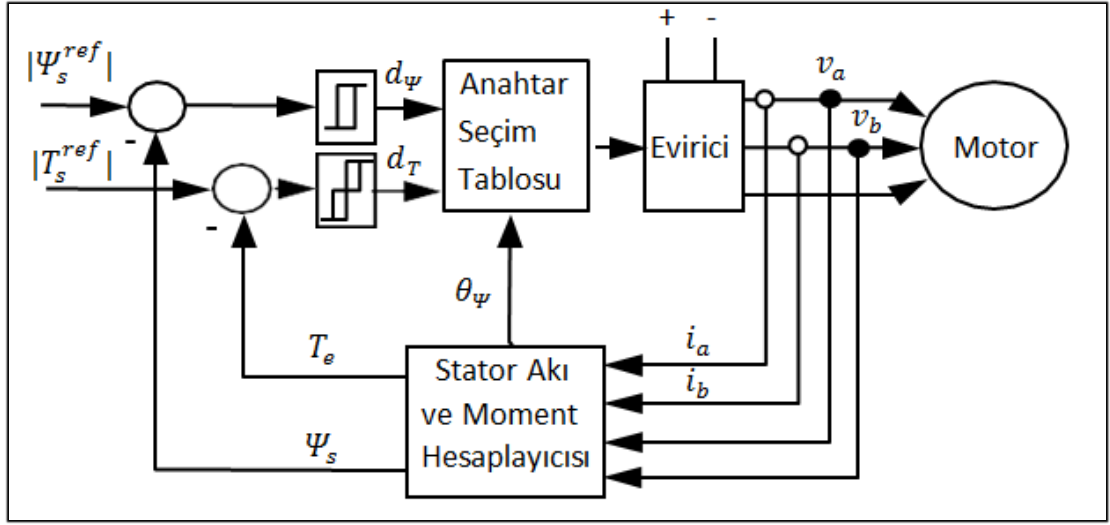 + -
|Ψ_s^{ref}|
d_Ψ
Anahtar
Seçim
Tablosu
Evirici
v_a
v_b
Motor
-
|T_s^{ref}|
d_T
-
θ_Ψ
T_e
Ψ_s
Stator Akı
ve Moment
Hesaplayıcısı
i_a
i_b